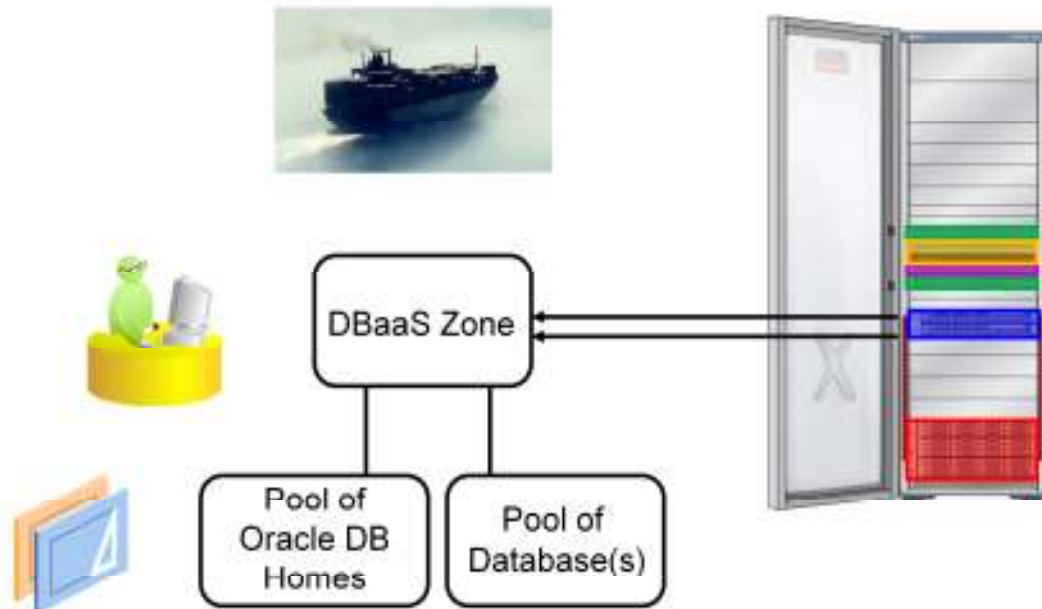 DBaaS Zone
Pool of
Oracle DB
Homes
Pool of
Database(s)